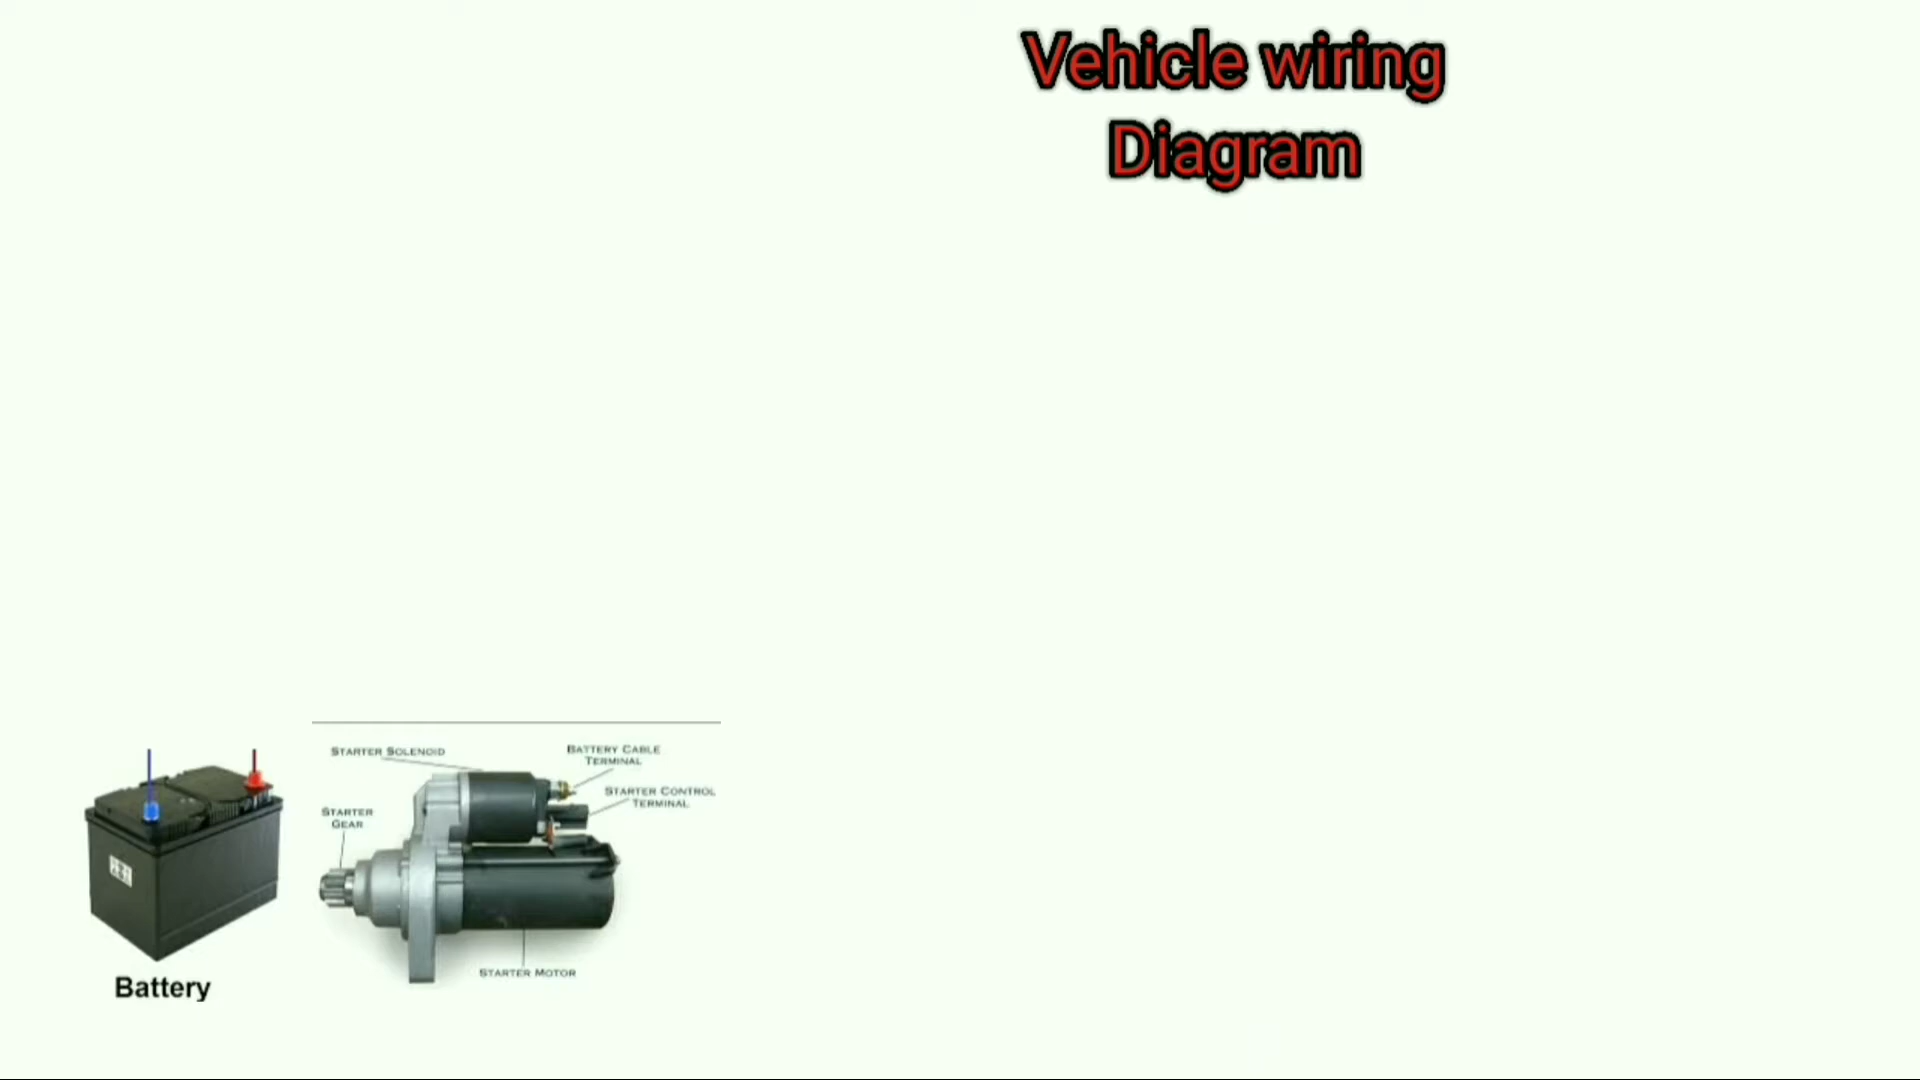 Vehicle wiring
Diagram
STARTER SOLENOID
BATTERY CABLE
TERMINAL
STARTER CONTROL
TERMINAL
STARTER
GEAR
STARTER MOTOR
Battery